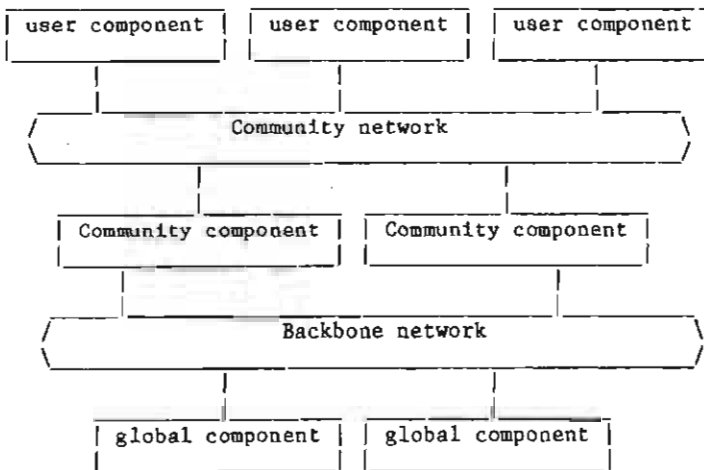 user component user component user component
Community network
Community component Community component
Backbone network
global component global component